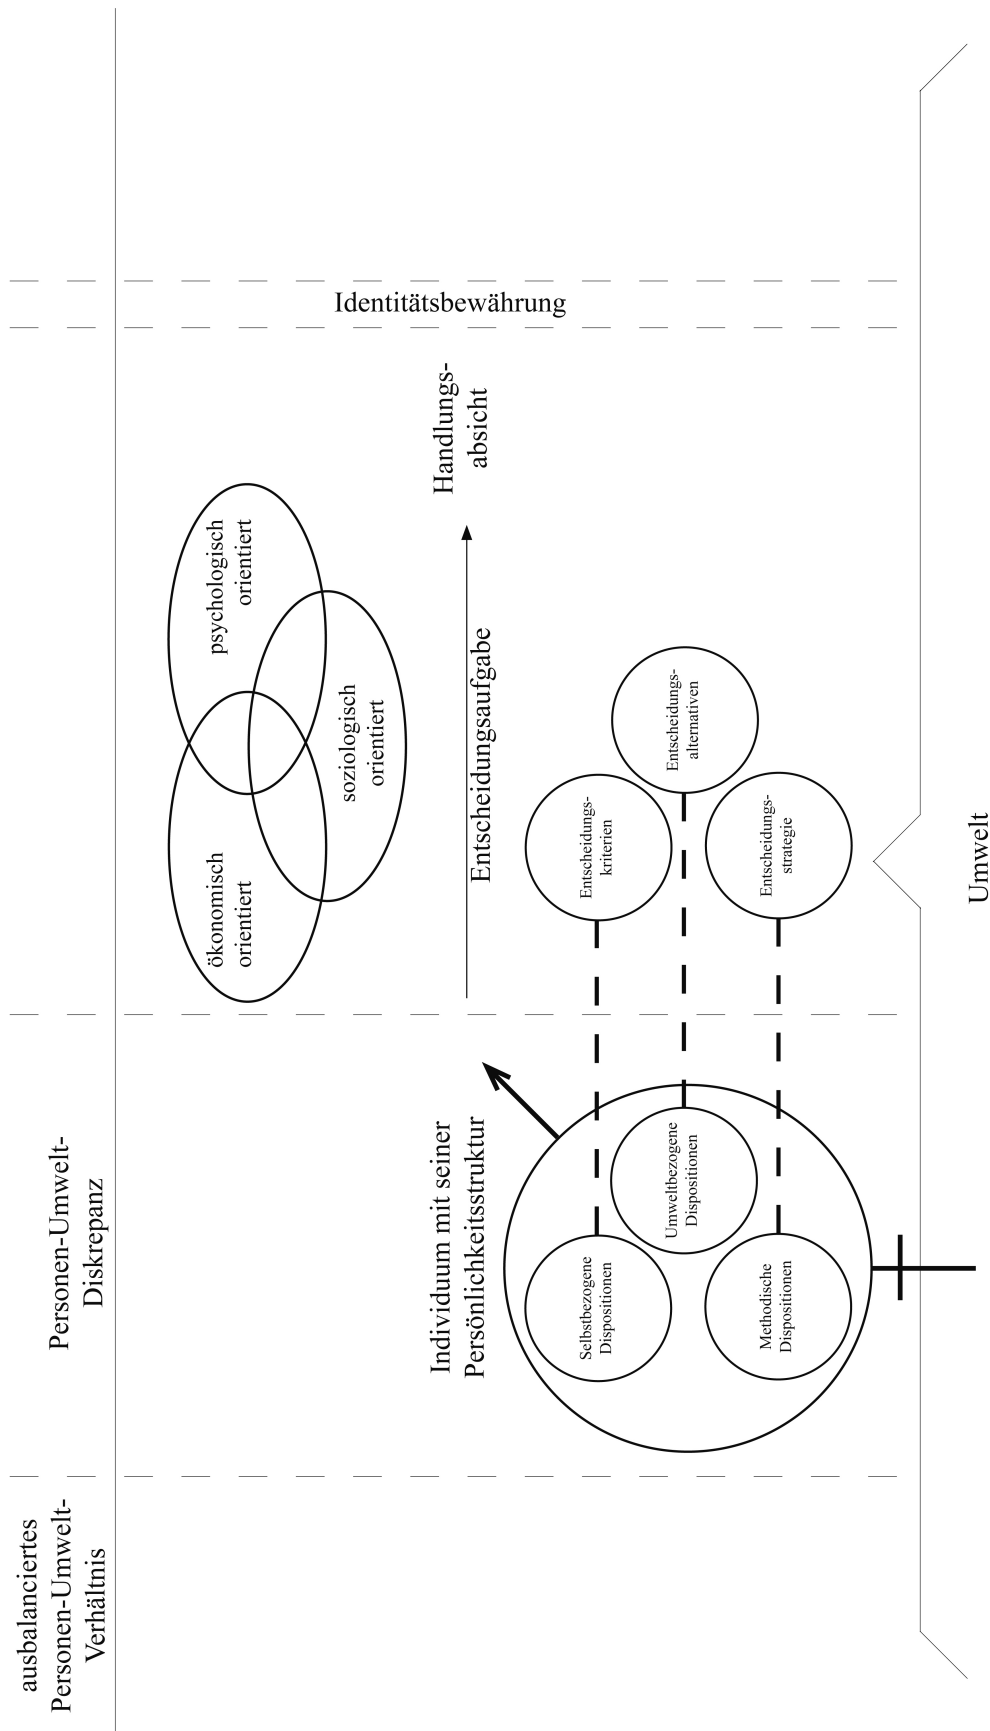 ausbalanciertes
Personen-Umwelt-
Verhältnis
Personen-Umwelt-
Diskrepanz
ökonomisch
orientiert
psychologisch
orientiert
soziologisch
orientiert
Individuum mit seiner
Persönlichkeitsstruktur
Entscheidungsaufgabe
Handlungs-
absicht
Identitätsbewährung
Selbstbezogene
Dispositionen
Umweltbezogene
Dispositionen
Methodische
Dispositionen
Entscheidungs-
kriterien
Entscheidungs-
alternativen
Entscheidungs-
strategie
Umwelt